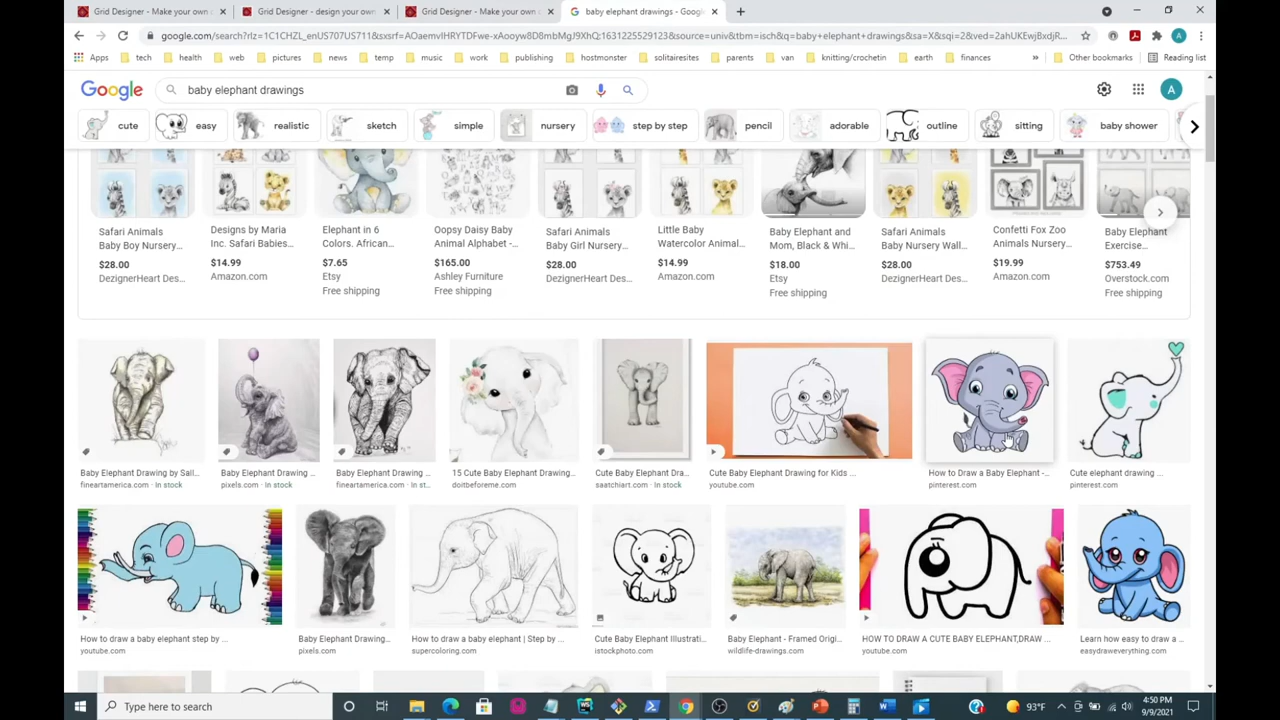 Grid Designer - Make your own s
Grid Designer - design your own
Grid Designer - Make your own s
baby elephant drawings - Googl
google.com/search?rlz=1C1CHZL_enUS707US711&sxsrf=AOaemvIHRYTDFwe-xAooyw8D8mbMgJ9XhQ:1631225529123&source=univ&tbm=isch&q=baby+elephant+drawings&sa=X&sqi=2&ved=2ahUKEwjBxdjR...
Apps tech health web pictures news temp music work publishing hostmonster solitairesites parents van knitting/crochetin earth finances » Other bookmarks Reading list
Google baby elephant drawings A
cute easy realistic sketch simple nursery step by step pencil adorable outline sitting baby shower
Safari Animals
Baby Boy Nursery...
$28.00
DezignerHeart Des...
Designs by Maria
Inc. Safari Babies...
$14.99
Amazon.com
Elephant in 6
Colors. African...
$7.65
Etsy
Free shipping
Oopsy Daisy Baby
Animal Alphabet -...
$165.00
Ashley Furniture
Free shipping
Safari Animals
Baby Girl Nursery...
$28.00
DezignerHeart Des...
Little Baby
Watercolor Animal...
$14.99
Amazon.com
Baby Elephant and
Mom, Black & Whi...
$18.00
Etsy
Free shipping
Safari Animals
Baby Nursery Wall...
$28.00
DezignerHeart Des...
Confetti Fox Zoo
Animals Nursery...
$19.99
Amazon.com
Baby Elephant
Exercise...
$753.49
Overstock.com
Free shipping
Baby Elephant Drawing by Sail...
fineartamerica.com · In stock
Baby Elephant Drawing ...
pixels.com · In stock
Baby Elephant Drawing ...
fineartamerica.com · In st...
15 Cute Baby Elephant Drawing...
doitbeforeme.com
Cute Baby Elephant Dra...
saatchiart.com · In stock
Cute Baby Elephant Drawing for Kids ...
youtube.com
How to Draw a Baby Elephant -...
pinterest.com
Cute elephant drawing ...
pinterest.com
How to draw a baby elephant step by ...
youtube.com
Baby Elephant Drawing...
pixels.com
How to draw a baby elephant | Step by ...
supercoloring.com
Cute Baby Elephant Illustrati...
istockphoto.com
Baby Elephant - Framed Origi...
wildlife-drawings.com
HOW TO DRAW A CUTE BABY ELEPHANT,DRAW ...
youtube.com
Learn how easy to draw a ...
easydraweverything.com
Type here to search
93°F
4:50 PM
9/9/2021